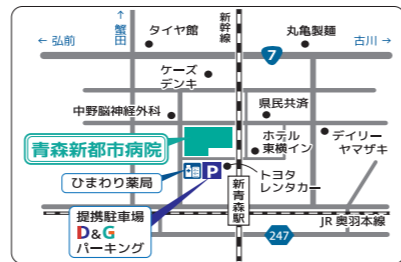 ← 弘前
↑
蟹田
タイヤ館
新幹線
丸亀製麺
古川 →
7
ケーズ
デンキ
中野脳神経外科
県民共済
青森新都市病院
ホテル
東横イン
デイリー
ヤマザキ
ひまわり薬局
P
トヨタ
レンタカー
新青森駅
提携駐車場
D&G
パーキング
JR 奥羽本線
247